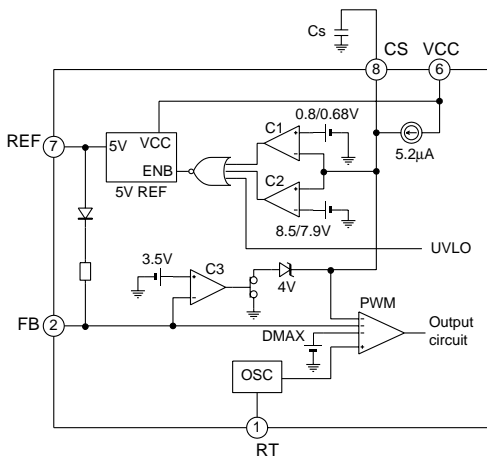 Cs
CS
VCC
8
6
0.8/0.68V
REF
7
5V
VCC
ENB
5V REF
C1
C2
5.2μA
8.5/7.9V
UVLO
3.5V
C3
4V
PWM
FB
2
DMAX
Output
circuit
OSC
1
RT